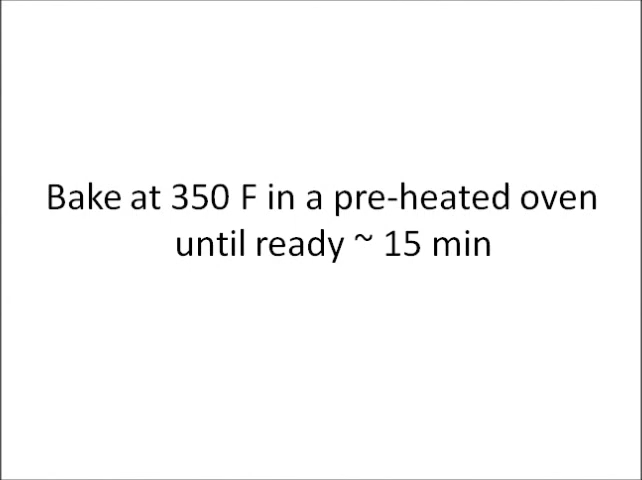 Bake at 350 F in a pre-heated oven
until ready ~ 15 min